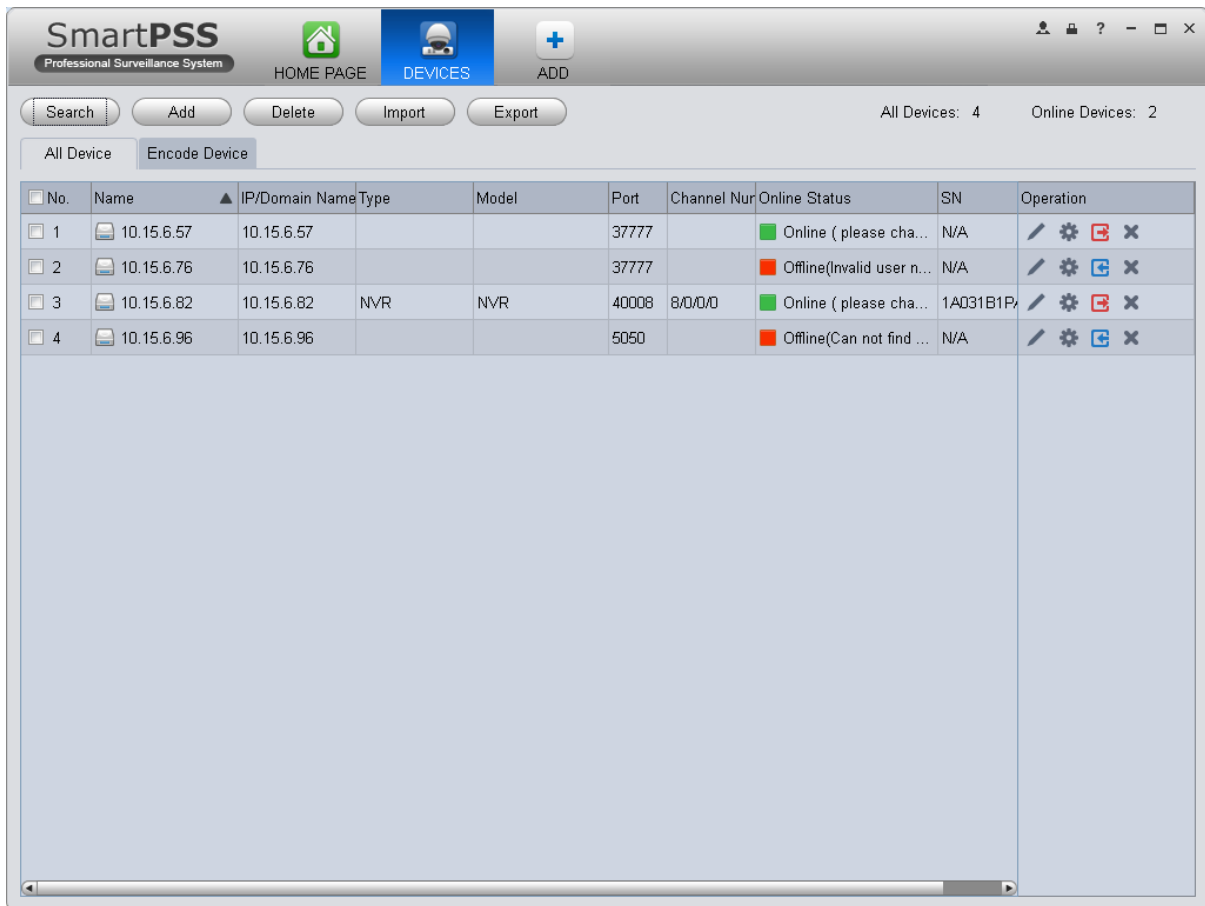 SmartPSS
Professional Surveillance System
HOME PAGE
DEVICES
ADD
Search Add Delete Import Export All Devices: 4 Online Devices: 2
All Device Encode Device
No. Name IP/Domain Name Type Model Port Channel Nur Online Status SN Operation
1 10.15.6.57 10.15.6.57 37777 Online ( please cha... N/A
2 10.15.6.76 10.15.6.76 37777 Offline(Invalid user n... N/A
3 10.15.6.82 10.15.6.82 NVR NVR 40008 8/0/0/0 Online ( please cha... 1A031B1PA
4 10.15.6.96 10.15.6.96 5050 Offline(Can not find ... N/A